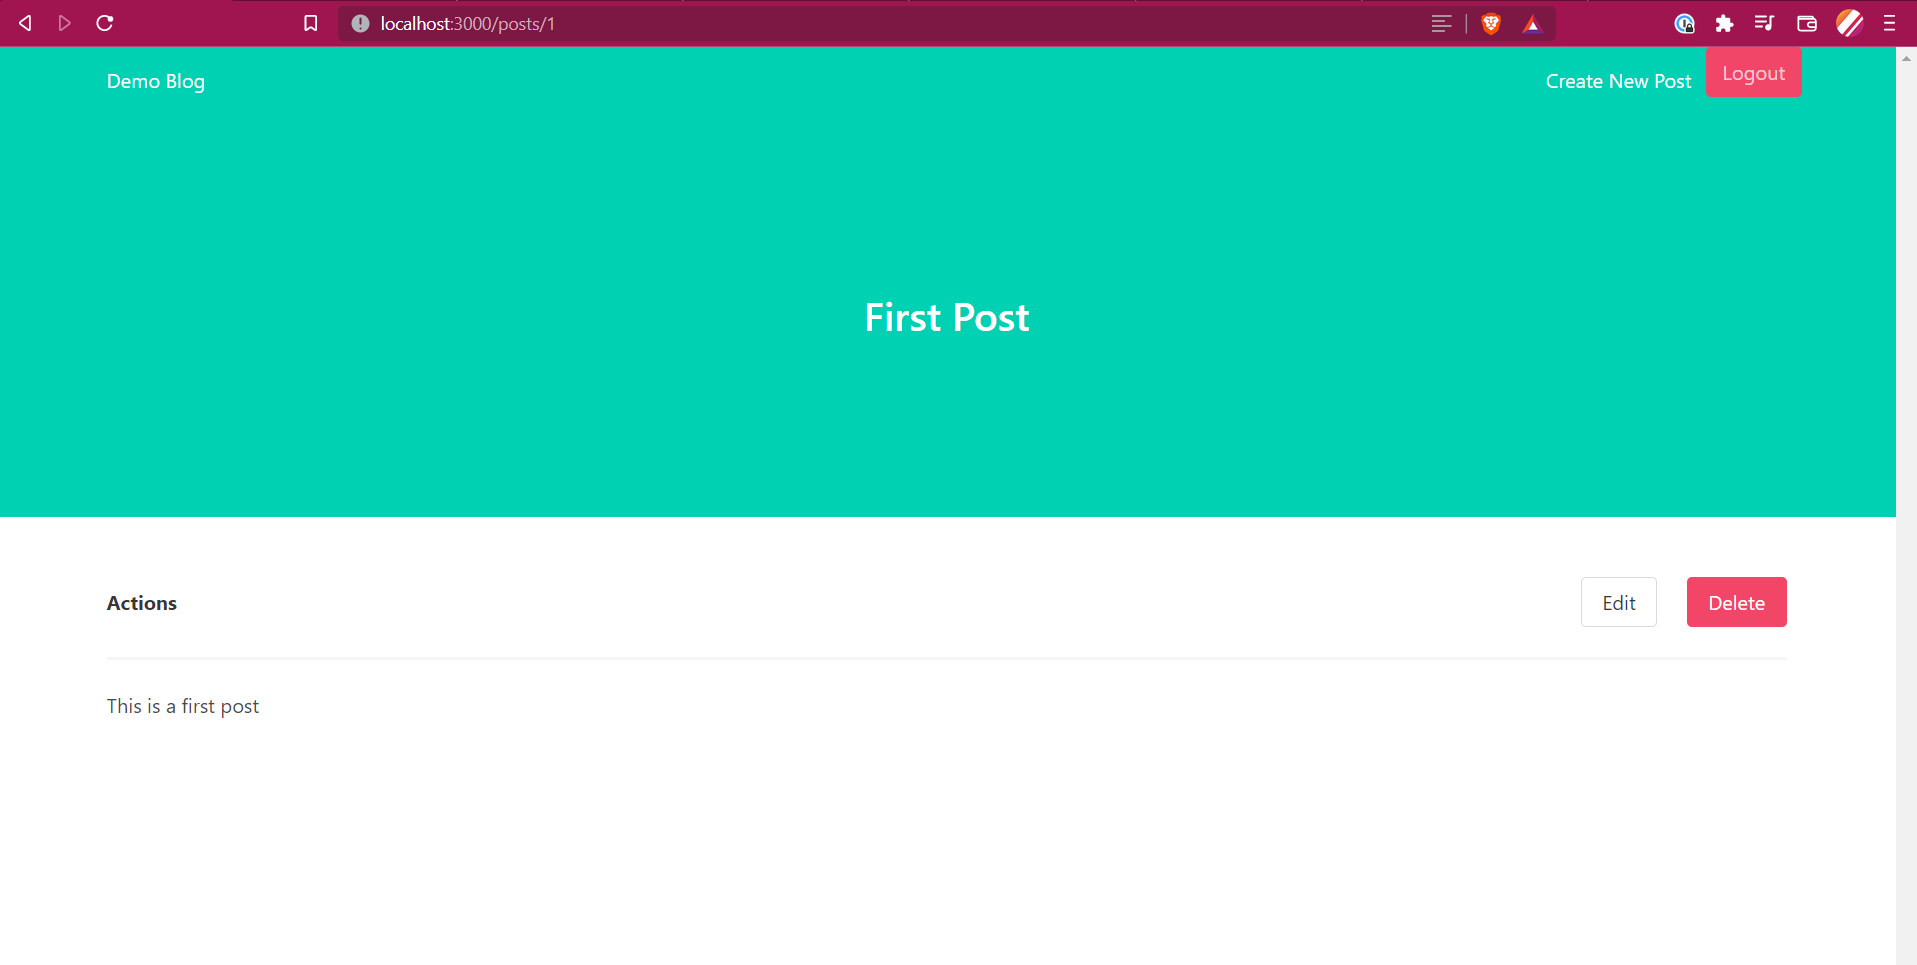 localhost:3000/posts/1
Demo Blog
Create New Post
Logout
First Post
Actions
Edit
Delete
This is a first post